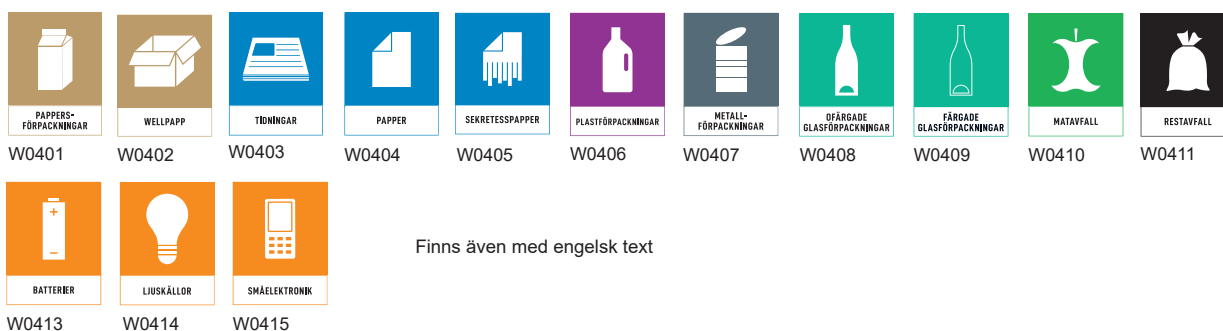 PAPPERS-
FÖRPACKNINGAR
WELLPAPP
TIDNINGAR
PAPPER
SEKRETESSPAPPER
PLASTFÖRPACKNINGAR
METALL-
FÖRPACKNINGAR
OFÄRGADE
GLASFÖRPACKNINGAR
FÄRGADE
GLASFÖRPACKNINGAR
MATAVFALL
RESTAVFALL
W0401
W0402
W0403
W0404
W0405
W0406
W0407
W0408
W0409
W0410
W0411
+
–
BATTERIER
LJUSKÄLLOR
SMÅELEKTRONIK
Finns även med engelsk text
W0413
W0414
W0415